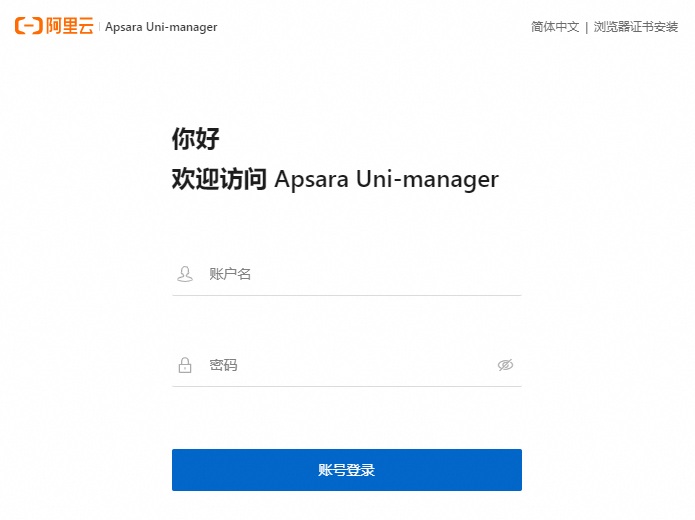 阿里云 | Apsara Uni-manager
简体中文 | 浏览器证书安装
你好
欢迎访问 Apsara Uni-manager
账户名
密码
账号登录